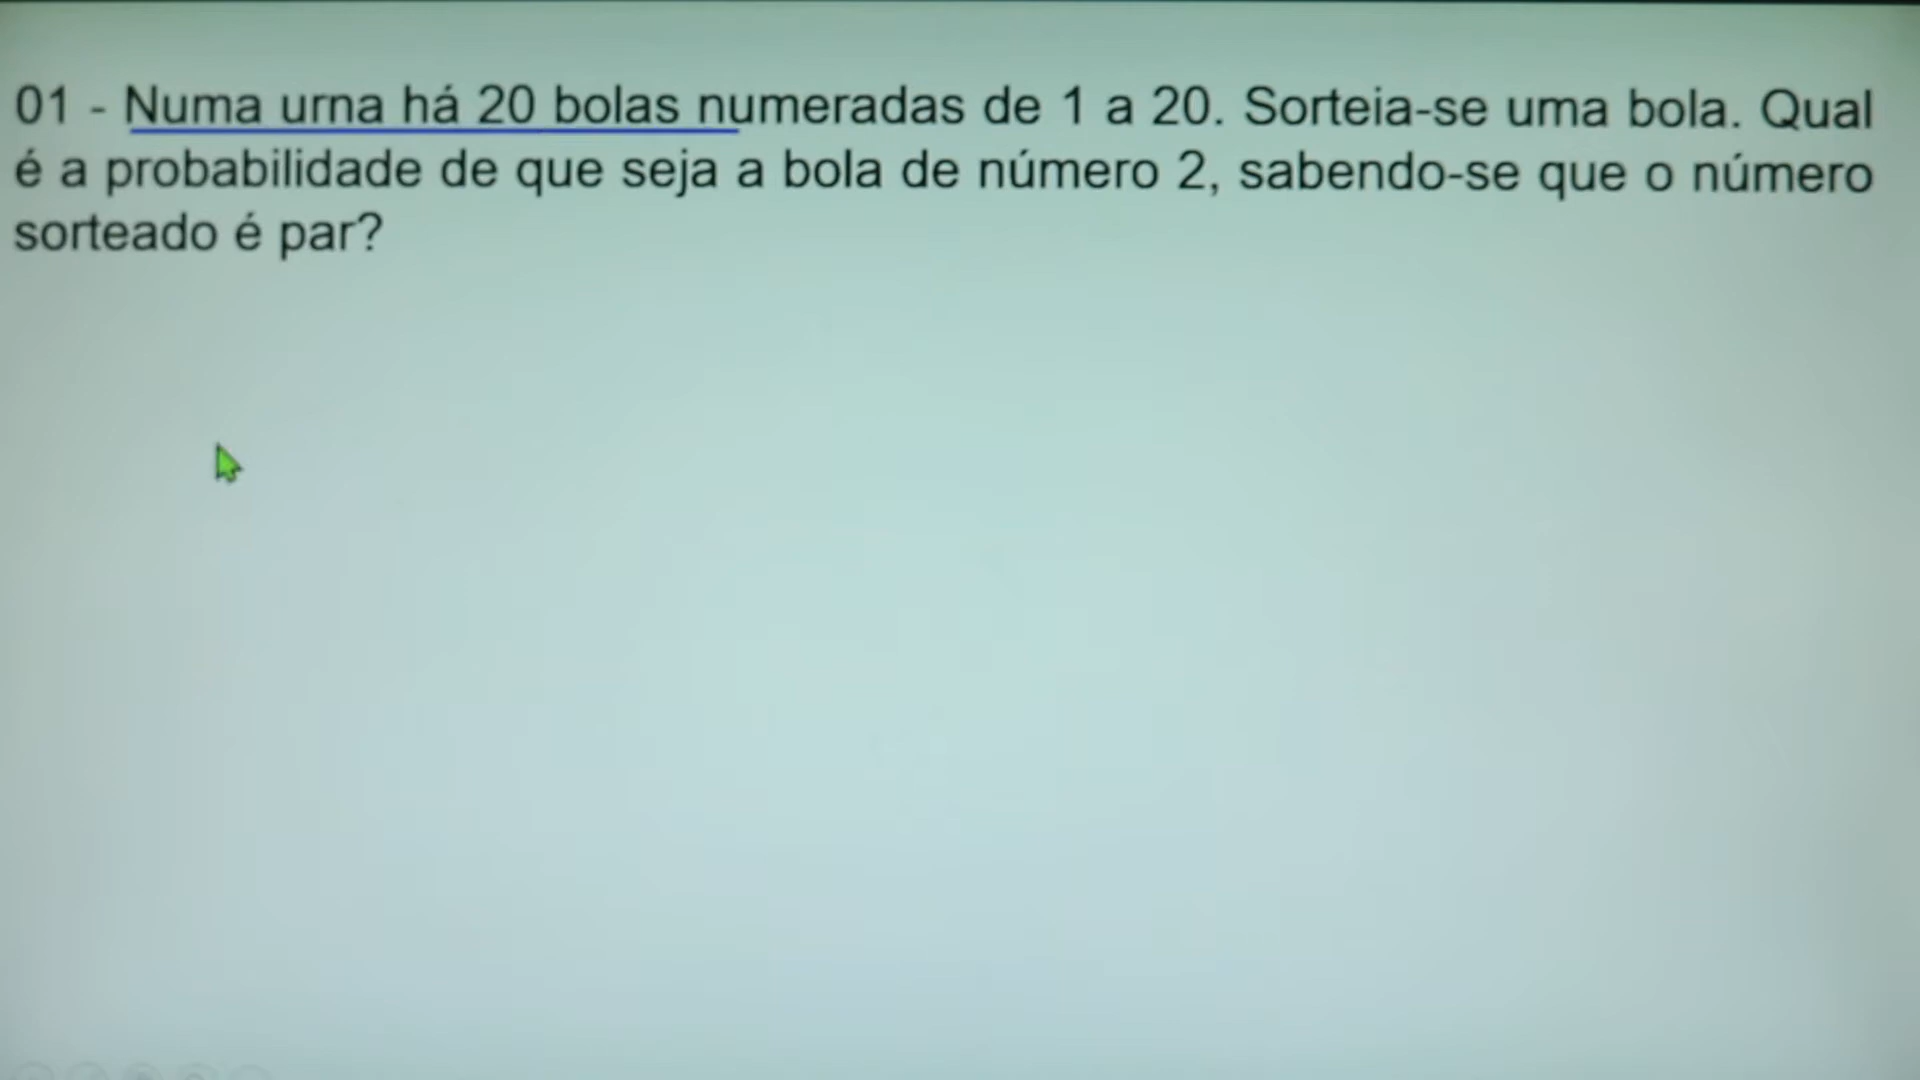 01 - Numa urna há 20 bolas numeradas de 1 a 20. Sorteia-se uma bola. Qual
é a probabilidade de que seja a bola de número 2, sabendo-se que o número
sorteado é par?